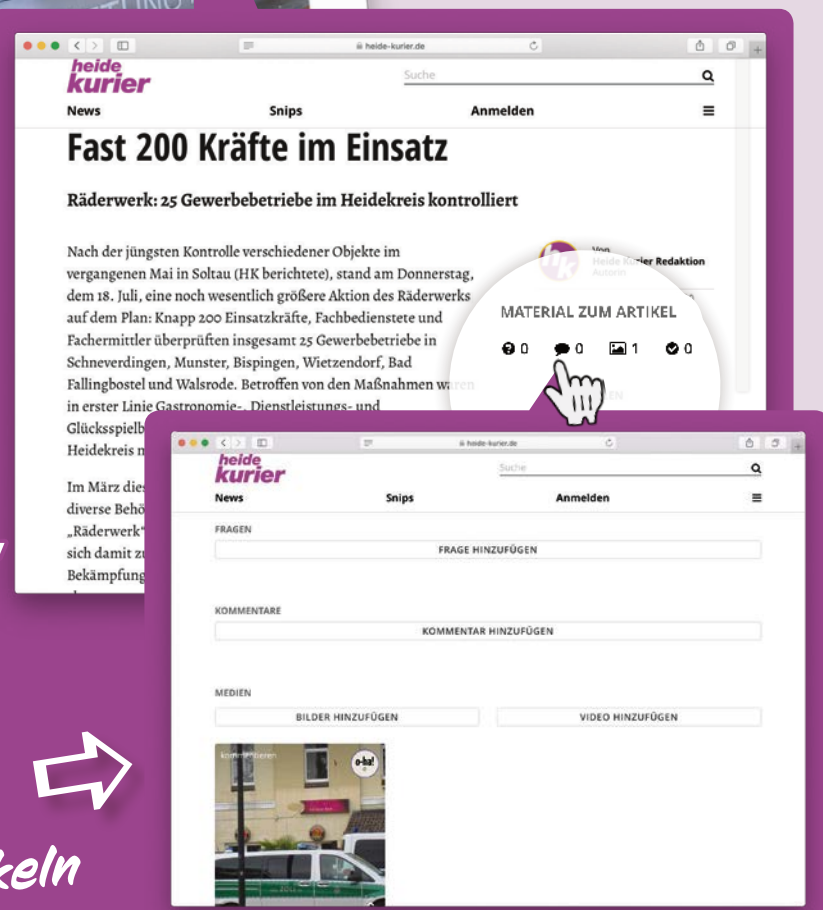 heide-kurier.de
heide
kurier
Suche
News Snips Anmelden
Fast 200 Kräfte im Einsatz
Räderwerk: 25 Gewerbebetriebe im Heidekreis kontrolliert
Nach der jüngsten Kontrolle verschiedener Objekte im
vergangenen Mai in Soltau (HK berichtete), stand am Donnerstag,
dem 18. Juli, eine noch wesentlich größere Aktion des Räderwerks
auf dem Plan: Knapp 200 Einsatzkräfte, Fachbedienstete und
Fachermittler überprüften insgesamt 25 Gewerbebetriebe in
Schneverdingen, Munster, Bispingen, Wietzendorf, Bad
Fallingbostel und Walsrode. Betroffen von den Maßnahmen waren
in erster Linie Gastronomie-, Dienstleistungs- und
Glücksspielb
Heidekreis
Im März dies
diverse Behö
„Räderwerk“
sich damit
Bekämpfung
Von
Heide Kurier Redaktion
Autorin
MATERIAL ZUM ARTIKEL
0 0 1 0
heide-kurier.de
heide
kurier
Suche
News Snips Anmelden
FRAGEN
FRAGE HINZUFÜGEN
KOMMENTARE
KOMMENTAR HINZUFÜGEN
MEDIEN
BILDER HINZUFÜGEN VIDEO HINZUFÜGEN
kommentieren
o-ha!
keln